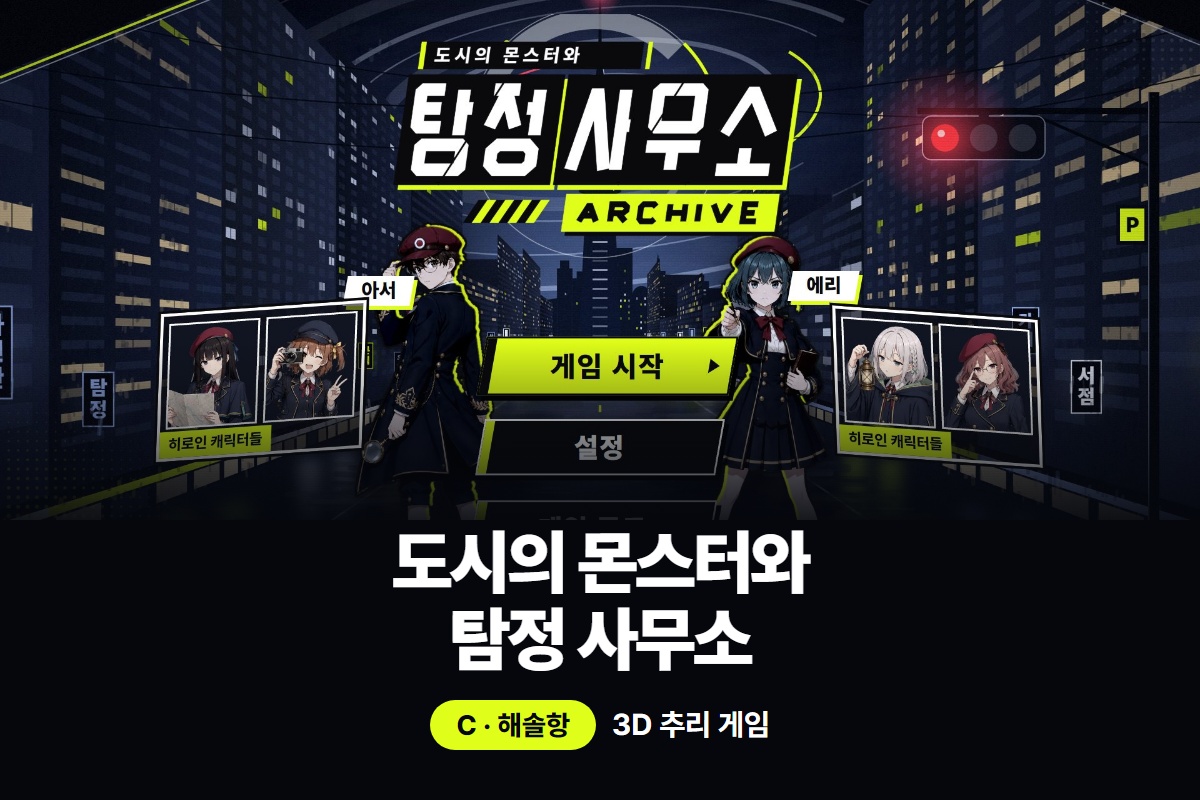 도시의 몬스터와
탐정사무소
ARCHIVE
P
아서
에리
게임 시작
탐정
서점
히로인 캐릭터들
히로인 캐릭터들
설정
도시의 몬스터와
탐정 사무소
C · 해솔항
3D 추리 게임